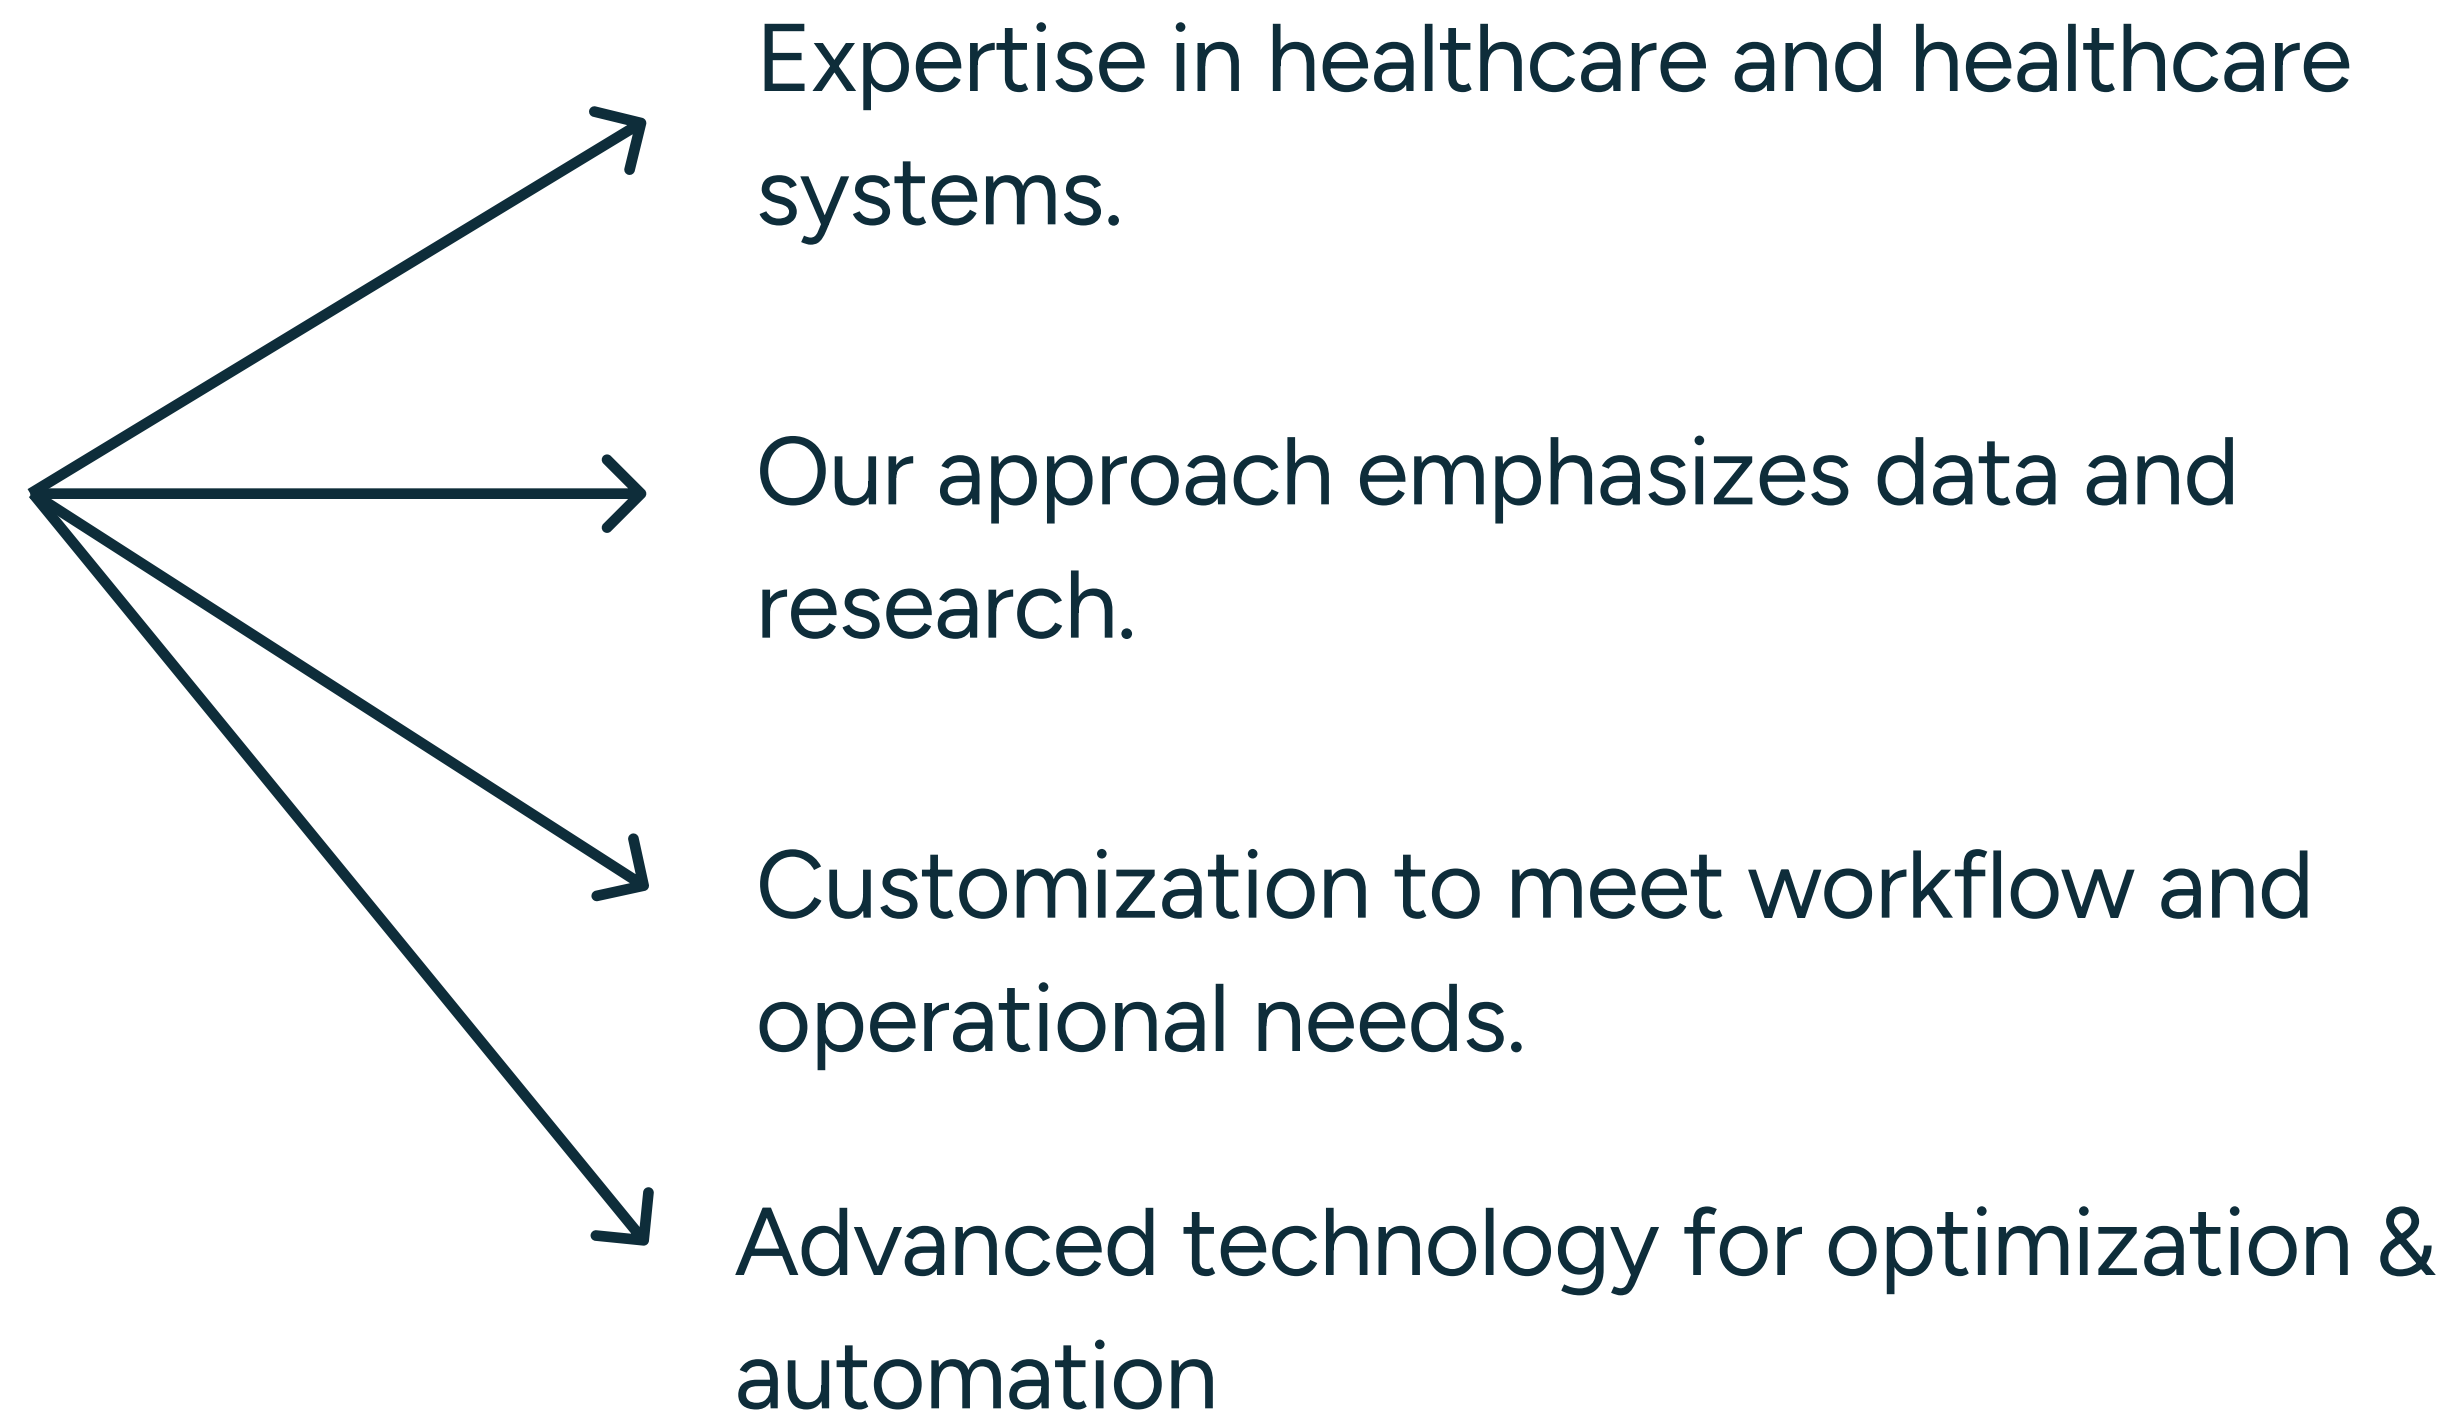 Expertise in healthcare and healthcare
systems.
Our approach emphasizes data and
research.
Customization to meet workflow and
operational needs.
Advanced technology for optimization &
automation